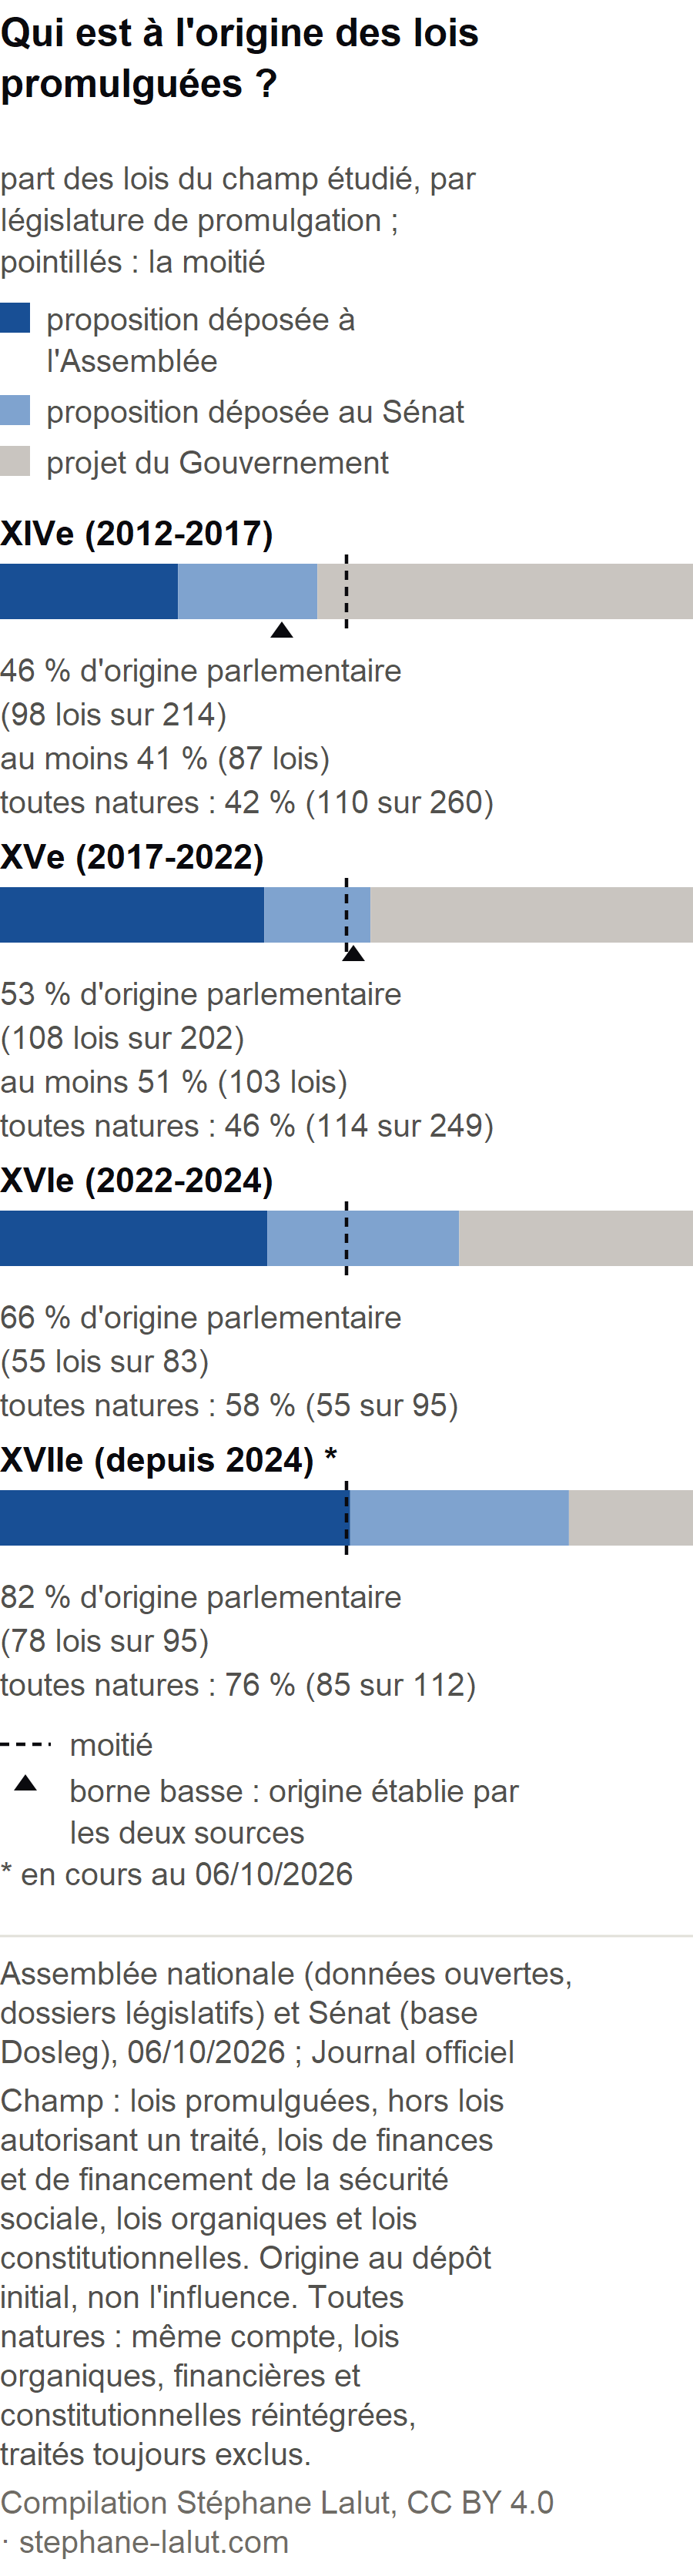 Qui est à l'origine des lois
promulguées ?
part des lois du champ étudié, par
législature de promulgation ;
pointillés : la moitié
proposition déposée à
l'Assemblée
proposition déposée au Sénat
projet du Gouvernement
XIVe (2012-2017)
46 % d'origine parlementaire
(98 lois sur 214)
au moins 41 % (87 lois)
toutes natures : 42 % (110 sur 260)
XVe (2017-2022)
53 % d'origine parlementaire
(108 lois sur 202)
au moins 51 % (103 lois)
toutes natures : 46 % (114 sur 249)
XVIe (2022-2024)
66 % d'origine parlementaire
(55 lois sur 83)
toutes natures : 58 % (55 sur 95)
XVIIe (depuis 2024) *
82 % d'origine parlementaire
(78 lois sur 95)
toutes natures : 76 % (85 sur 112)
moitié
borne basse : origine établie par
les deux sources
* en cours au 06/10/2026
Assemblée nationale (données ouvertes,
dossiers législatifs) et Sénat (base
Dosleg), 06/10/2026 ; Journal officiel
Champ : lois promulguées, hors lois
autorisant un traité, lois de finances
et de financement de la sécurité
sociale, lois organiques et lois
constitutionnelles. Origine au dépôt
initial, non l'influence. Toutes
natures : même compte, lois
organiques, financières et
constitutionnelles réintégrées,
traités toujours exclus.
Compilation Stéphane Lalut, CC BY 4.0
· stephane-lalut.com